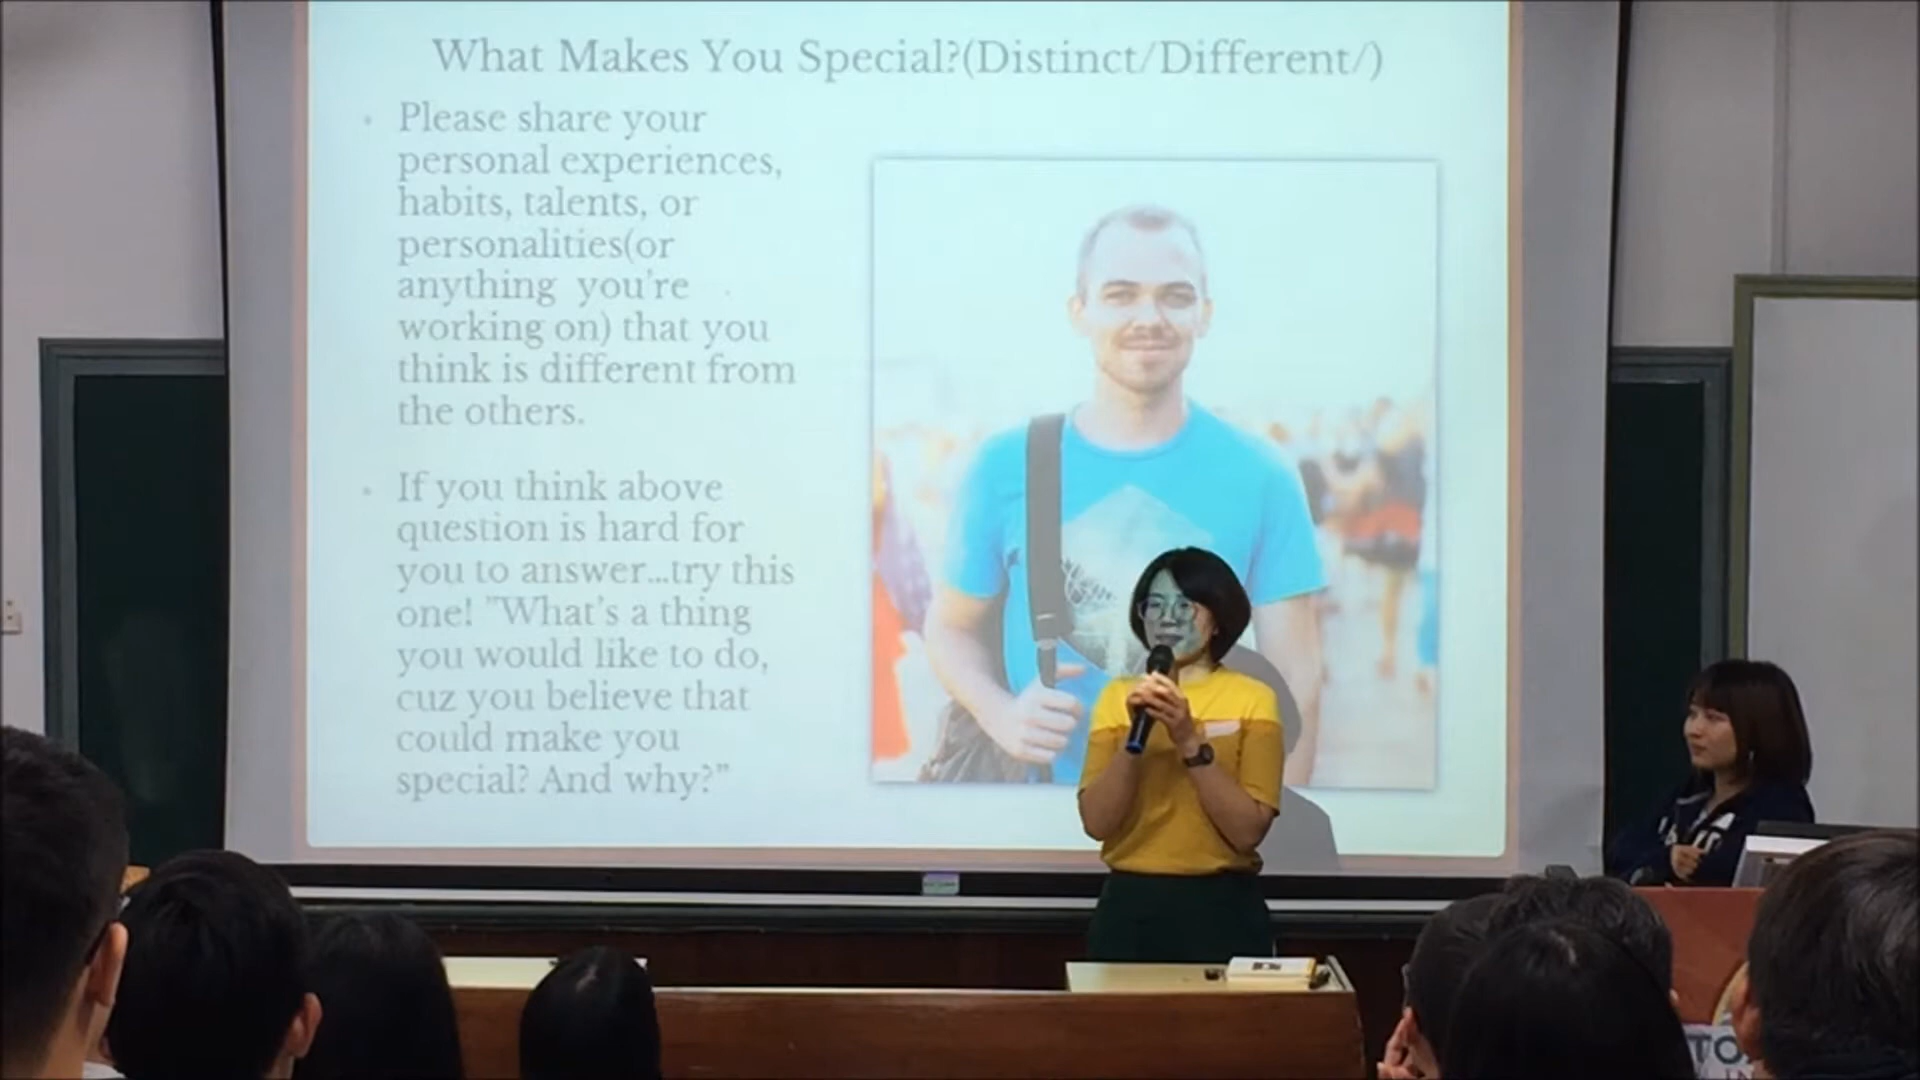 What Makes You Special?(Distinct/Different/)
Please share your
personal experiences,
habits, talents, or
personalities(or
anything you're
working on) that you
think is different from
the others.
If you think above
question is hard for
you to answer...try this
one! "What's a thing
you would like to do,
cuz you believe that
could make you
special? And why?"